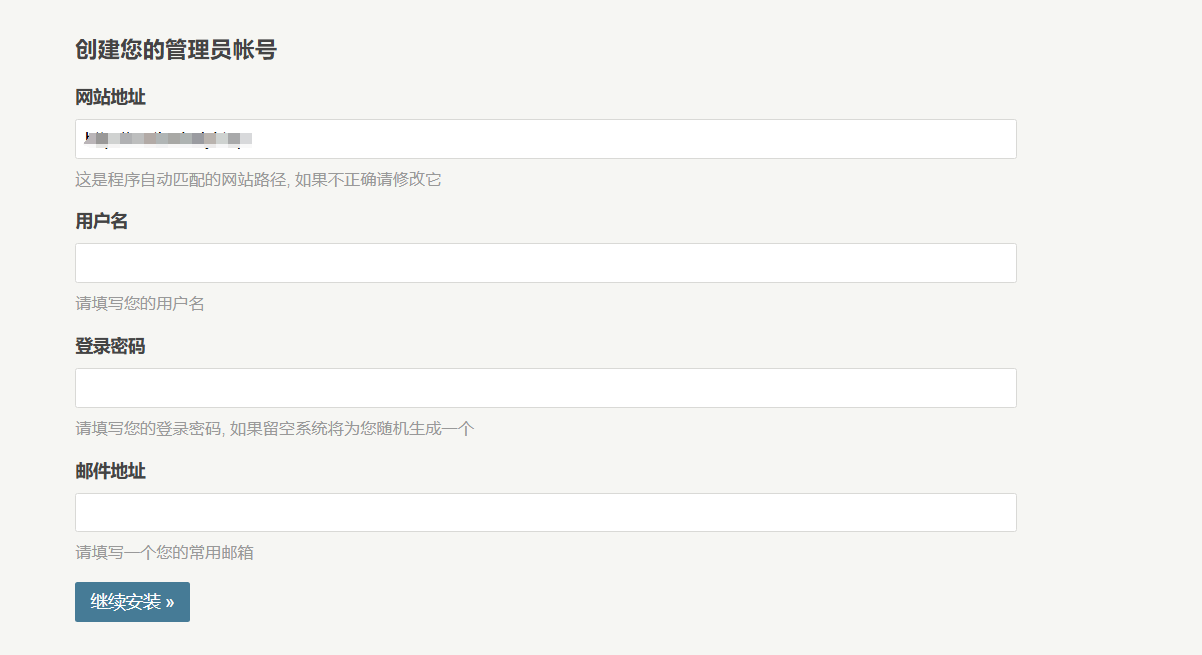 创建您的管理员帐号
网站地址
这是程序自动匹配的网站路径, 如果不正确请修改它
用户名
请填写您的用户名
登录密码
请填写您的登录密码, 如果留空系统将为您随机生成一个
邮件地址
请填写一个您的常用邮箱
继续安装 »